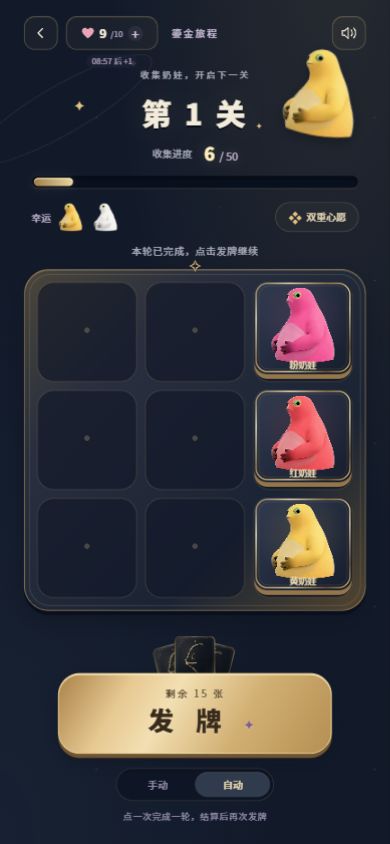 9 /10 + 鎏金旅程
08:57 后 +1
收集奶娃，开启下一关
第 1 关
收集进度 6 / 50
幸运
双重心愿
本轮已完成，点击发牌继续
粉奶娃
红奶娃
黄奶娃
剩余 15 张
发牌
手动 自动
点一次完成一轮，结算后再次发牌